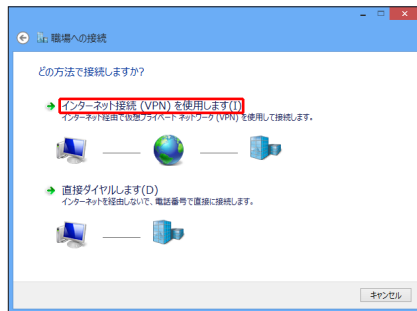 職場への接続
どの方法で接続しますか?
インターネット接続 (VPN) を使用します(I)
インターネット経由で仮想プライベート ネットワーク (VPN) を使用して接続します。
直接ダイヤルします(D)
インターネットを経由しないで、電話番号で直接に接続します。
キャンセル